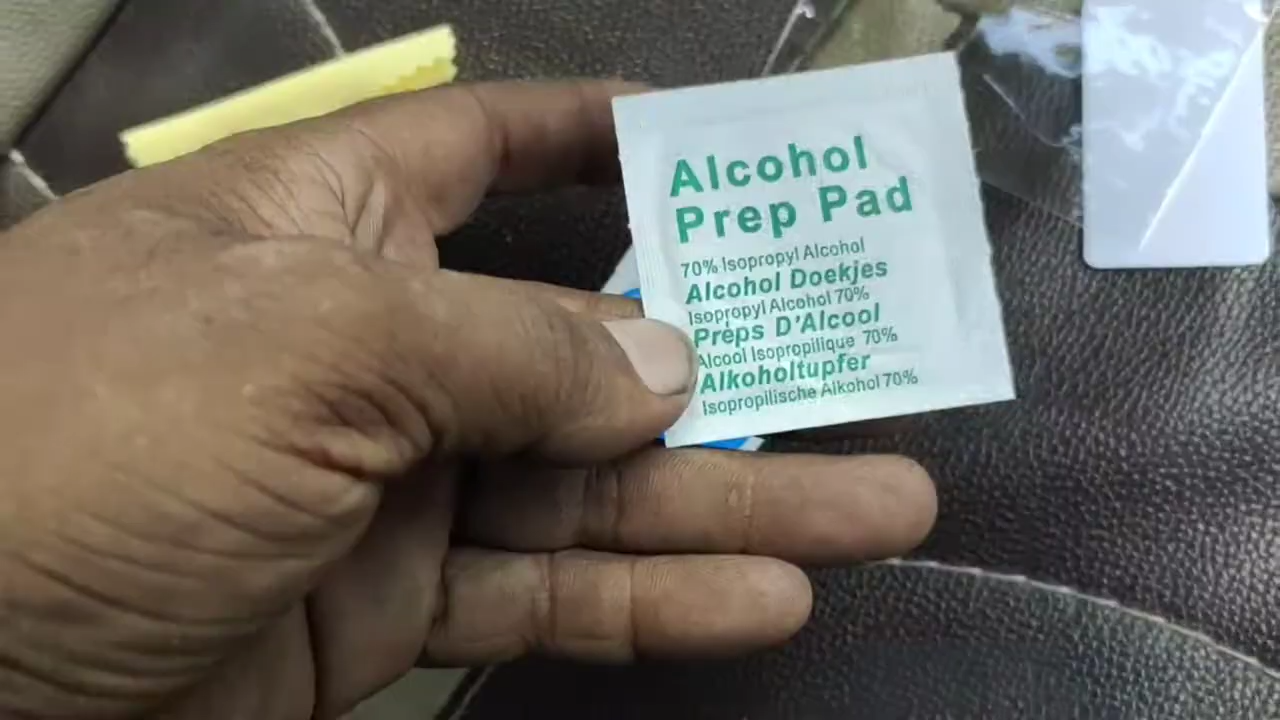 Alcohol
Prep Pad
70% Isopropyl Alcohol
Alcohol Doekjes
Isopropyl Alcohol 70%
Preps D'Alcool
Alcool Isopropilique 70%
Alkoholtupfer
Isopropilische Alkohol 70%